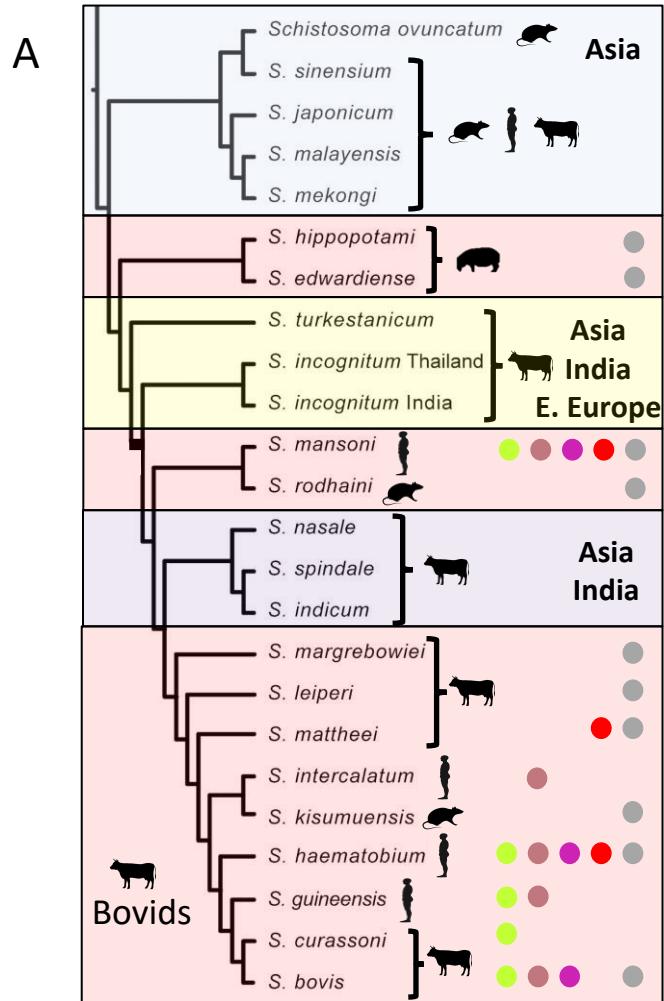 A
Schistosoma ovuncatum
Asia
S. sinensium
S. japonicum
S. malayensis
S. mekongi
S. hippopotami
S. edwardiense
S. turkestanicum
Asia
S. incognitum Thailand
India
S. incognitum India
E. Europe
S. mansoni
S. rodhaini
S. nasale
Asia
S. spindale
India
S. indicum
S. margrebowiei
S. leiperi
S. mattheei
S. intercalatum
S. kisumuensis
S. haematobium
S. guineensis
Bovids
S. curassoni
S. bovis